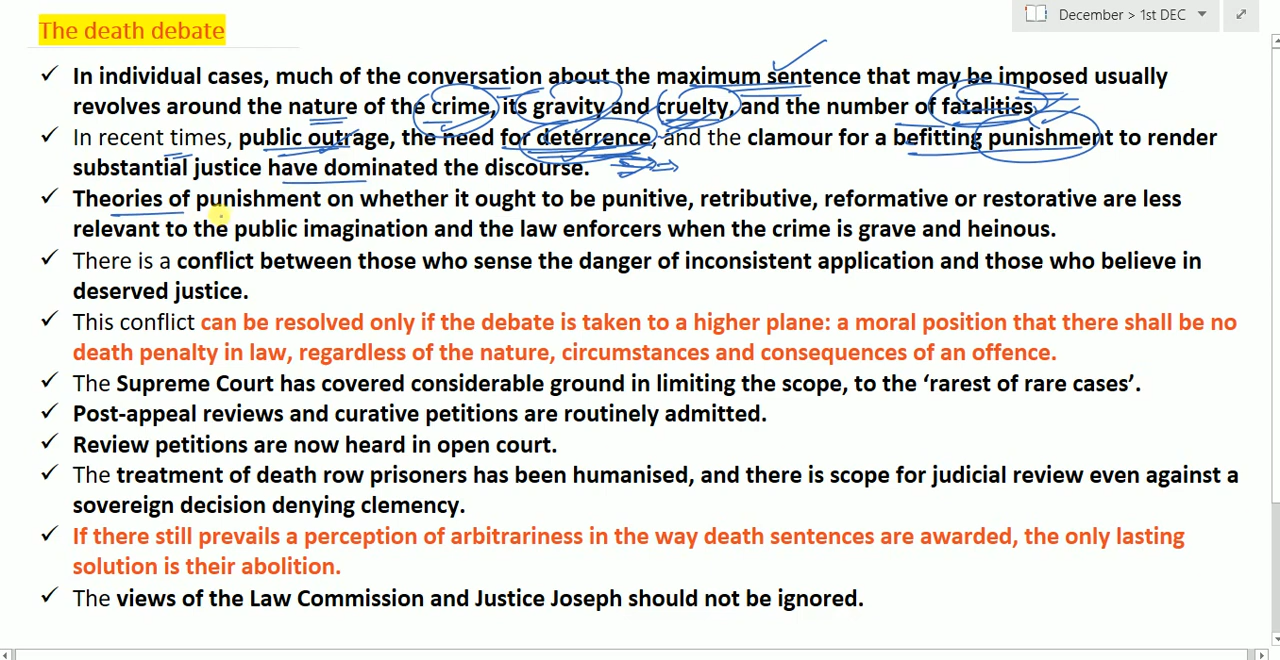 The death debate
December > 1st DEC
✓ In individual cases, much of the conversation about the maximum sentence that may be imposed usually
revolves around the nature of the crime, its gravity and cruelty, and the number of fatalities.
✓ In recent times, public outrage, the need for deterrence, and the clamour for a befitting punishment to render
substantial justice have dominated the discourse.
✓ Theories of punishment on whether it ought to be punitive, retributive, reformative or restorative are less
relevant to the public imagination and the law enforcers when the crime is grave and heinous.
✓ There is a conflict between those who sense the danger of inconsistent application and those who believe in
deserved justice.
✓ This conflict can be resolved only if the debate is taken to a higher plane: a moral position that there shall be no
death penalty in law, regardless of the nature, circumstances and consequences of an offence.
✓ The Supreme Court has covered considerable ground in limiting the scope, to the ‘rarest of rare cases’.
✓ Post-appeal reviews and curative petitions are routinely admitted.
✓ Review petitions are now heard in open court.
✓ The treatment of death row prisoners has been humanised, and there is scope for judicial review even against a
sovereign decision denying clemency.
✓ If there still prevails a perception of arbitrariness in the way death sentences are awarded, the only lasting
solution is their abolition.
✓ The views of the Law Commission and Justice Joseph should not be ignored.